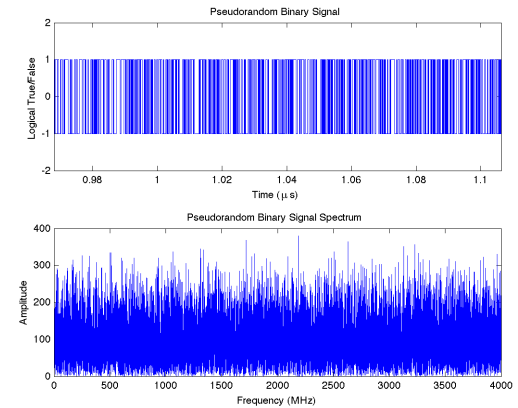 Pseudorandom Binary Signal
2
1
0
-1
-2
Logical True/False
0.98 1 1.02 1.04 1.06 1.08 1.1
Time (μ s)
Pseudorandom Binary Signal Spectrum
400
300
200
100
0
Amplitude
0 500 1000 1500 2000 2500 3000 3500 4000
Frequency (MHz)